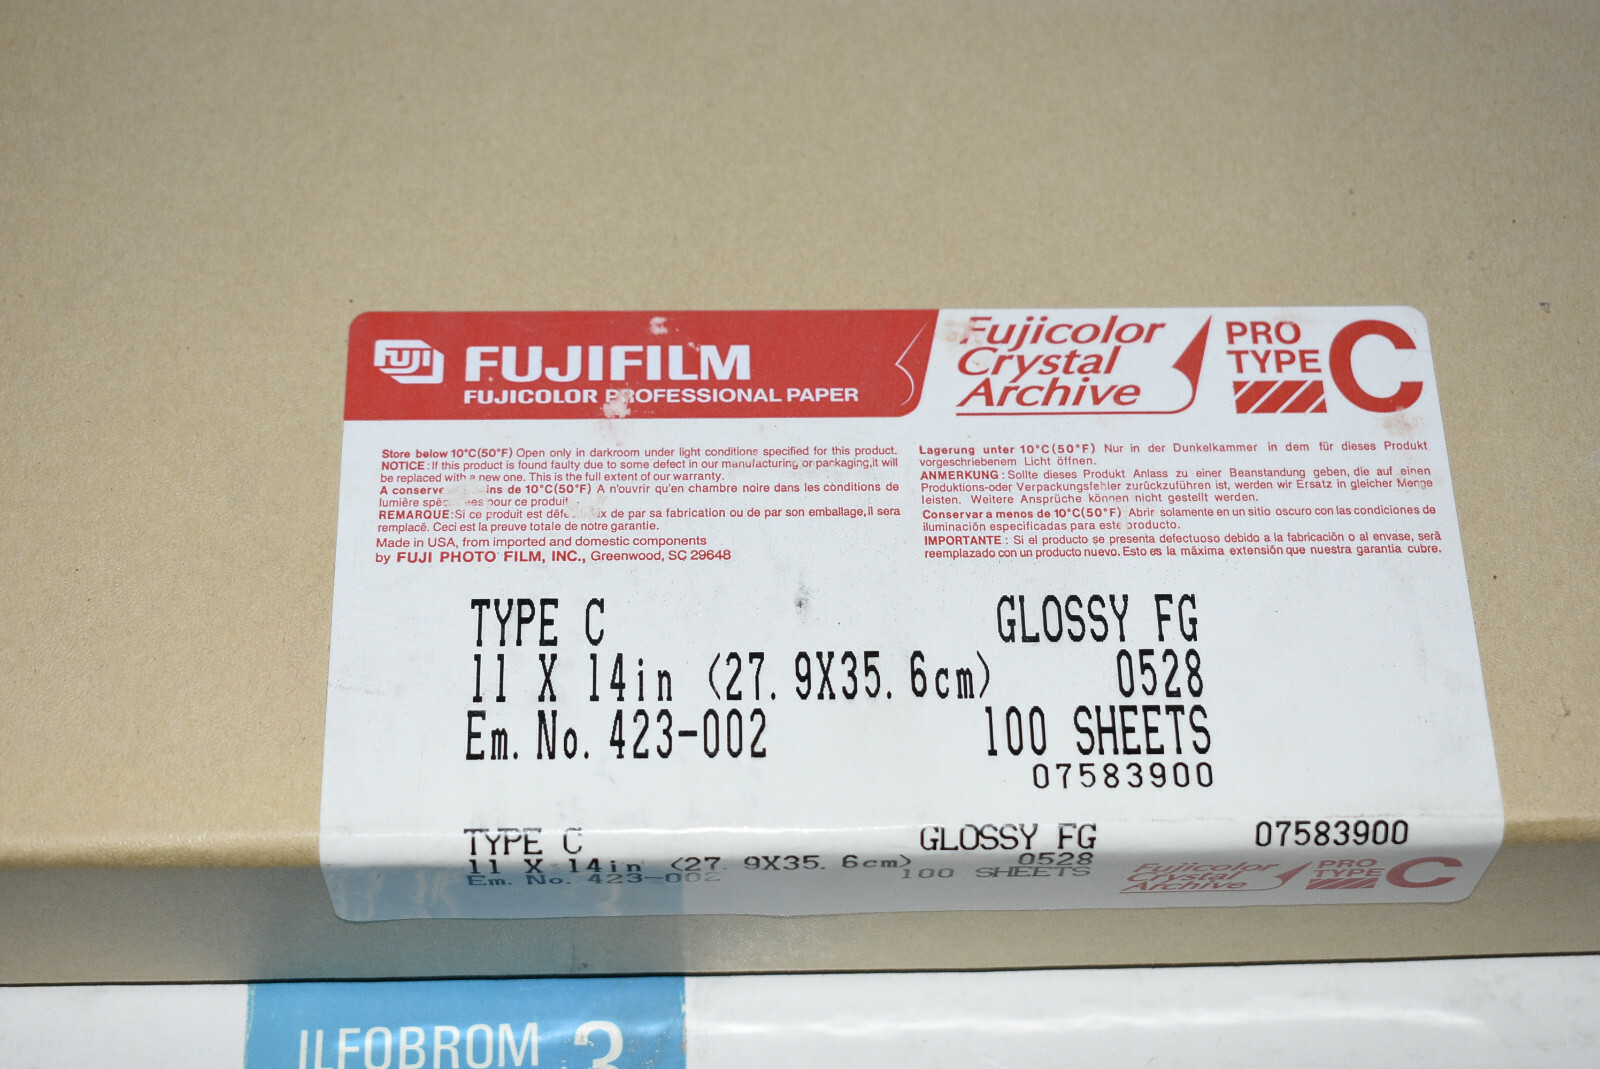 FUJI FUJIFILM
FUJICOLOR PROFESSIONAL PAPER
Fujicolor
Crystal
Archive
PRO
TYPE C
Store below 10°C(50°F) Open only in darkroom under light conditions specified for this product.
NOTICE: If this product is found faulty due to some defect in our manufacturing or packaging, it will
be replaced with a new one. This is the full extent of our warranty.
A conserver ins de 10°C(50°F) A n'ouvrir qu'en chambre noire dans les conditions de
lumière pour ce produit
REMARQUE: Si ce produit est de par sa fabrication ou de par son emballage, il sera
remplacé. Ceci est la preuve totale de notre garantie.
Made in USA, from imported and domestic components
by FUJI PHOTO FILM, INC., Greenwood, SC 29648
Lagerung unter 10°C(50°F) Nur in der Dunkelkammer in dem für dieses Produkt
vorgeschriebenem Licht öffnen.
ANMERKUNG: Sollte dieses Produkt Anlass zu einer Beanstandung geben, die auf einen
Produktions-oder Verpackungsfehler zurückzuführen ist, werden wir Ersatz in gleicher Menge
leisten. Weitere Ansprüche können nicht gestellt werden.
Conservar a menos de 10°C(50°F) Abrir solamente en un sitio oscuro con las condiciones de
iluminación especificadas para este producto.
IMPORTANTE: Si el producto se presenta defectuoso debido a la fabricación o al envase, será
reemplazado con un producto nuevo. Esto es la máxima extensión que nuestra garantia cubre.
TYPE C GLOSSY FG
11 X 14in (27.9X35.6cm) 0528
Em. No. 423-002 100 SHEETS
07583900
TYPE C GLOSSY FG 07583900
11 X 14in (27.9X35.6cm) 0528
Em. No. 423-002 100 SHEETS
Fujicolor
Crystal
Archive
PRO
TYPE C
ILFOBROM 3